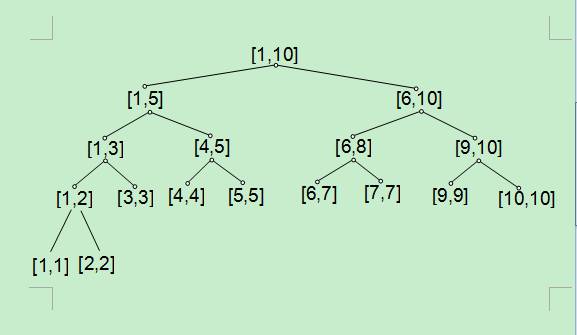 [1,10]
[1,5] [6,10]
[1,3] [4,5] [6,8] [9,10]
[1,2] [3,3] [4,4] [5,5] [6,7] [7,7] [9,9] [10,10]
[1,1] [2,2]